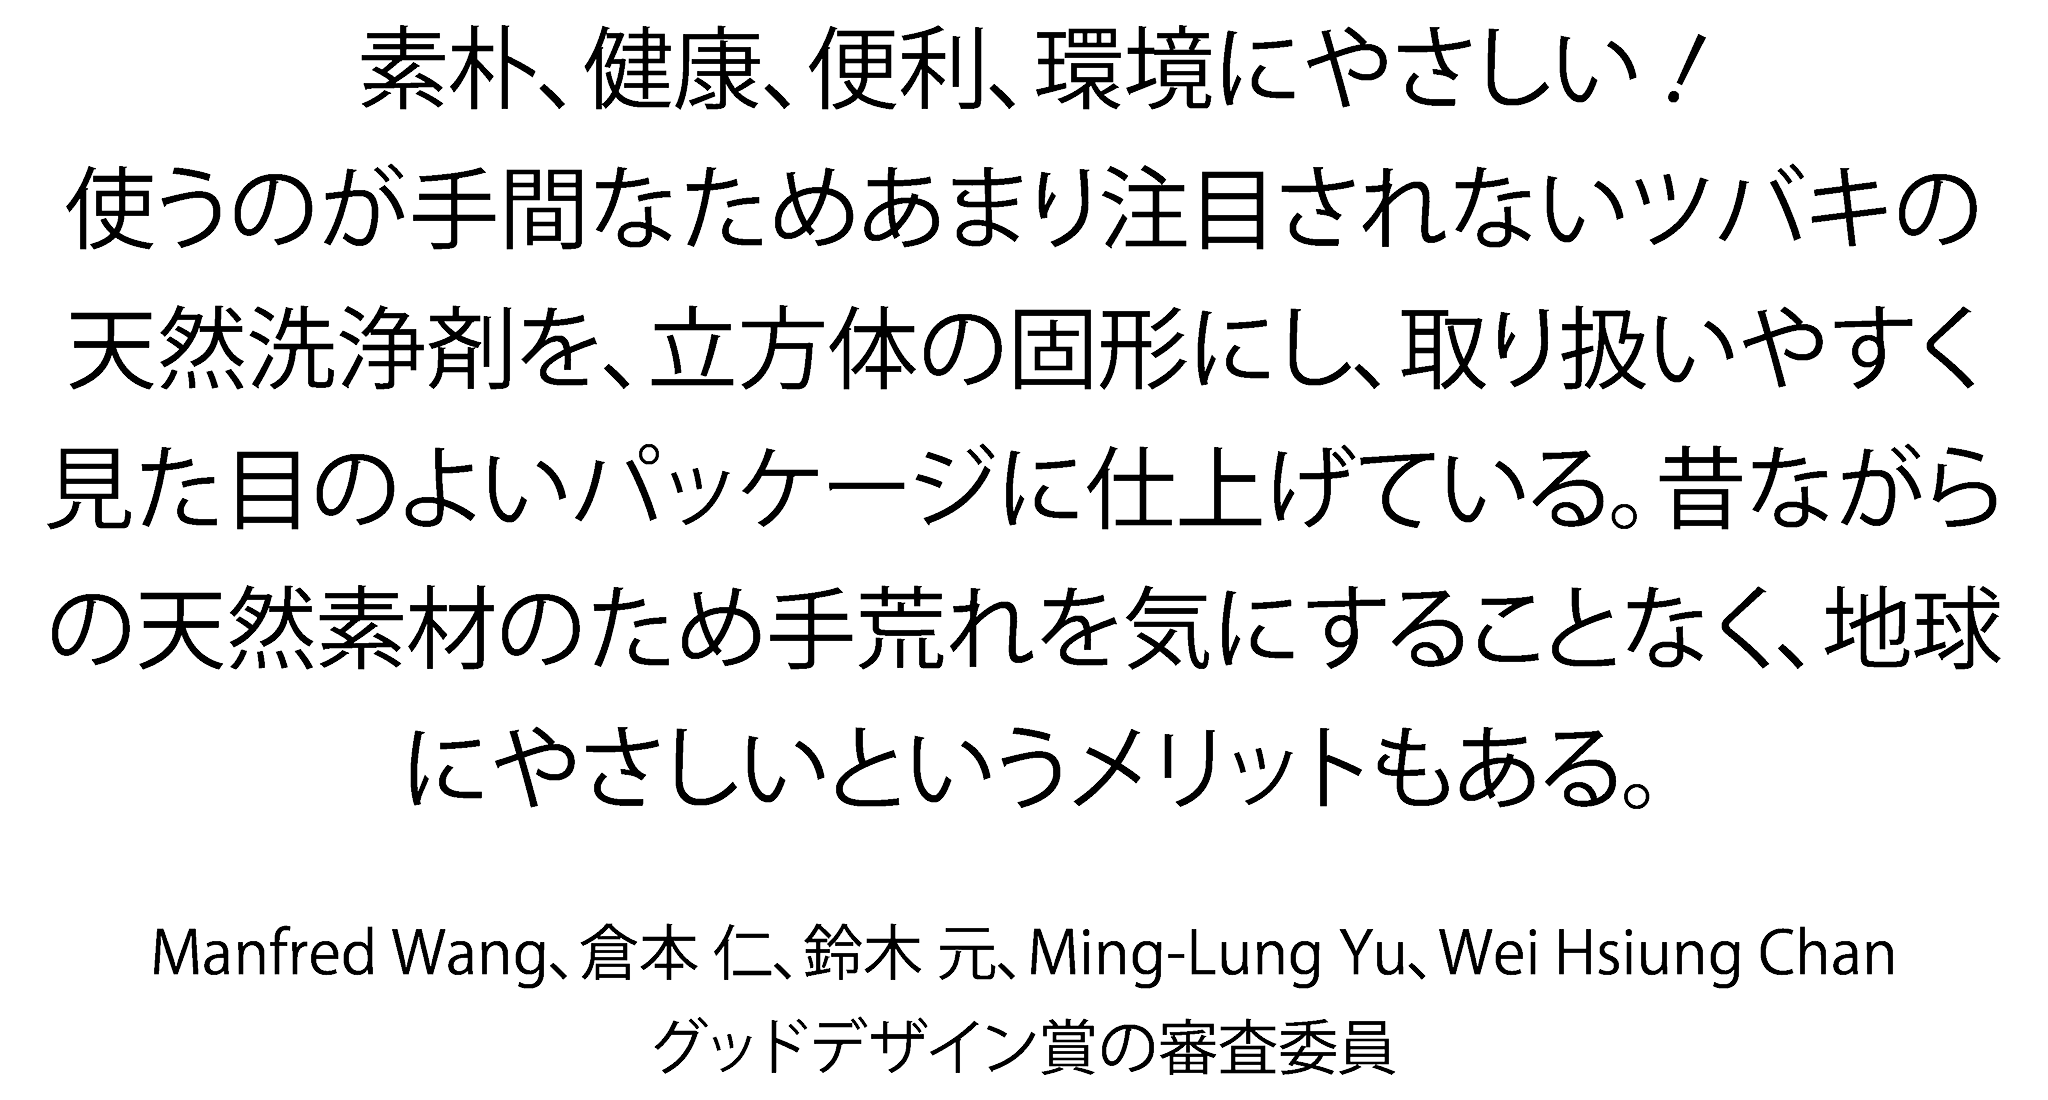 素朴、健康、便利、環境にやさしい！
使うのが手間なためあまり注目されないツバキの
天然洗浄剤を、立方体の固形にし、取り扱いやすく
見た目のよいパッケージに仕上げている。昔ながら
の天然素材のため手荒れを気にすることなく、地球
にやさしいというメリットもある。
Manfred Wang、倉本 仁、鈴木 元、Ming-Lung Yu、Wei Hsiung Chan
グッドデザイン賞の審査委員